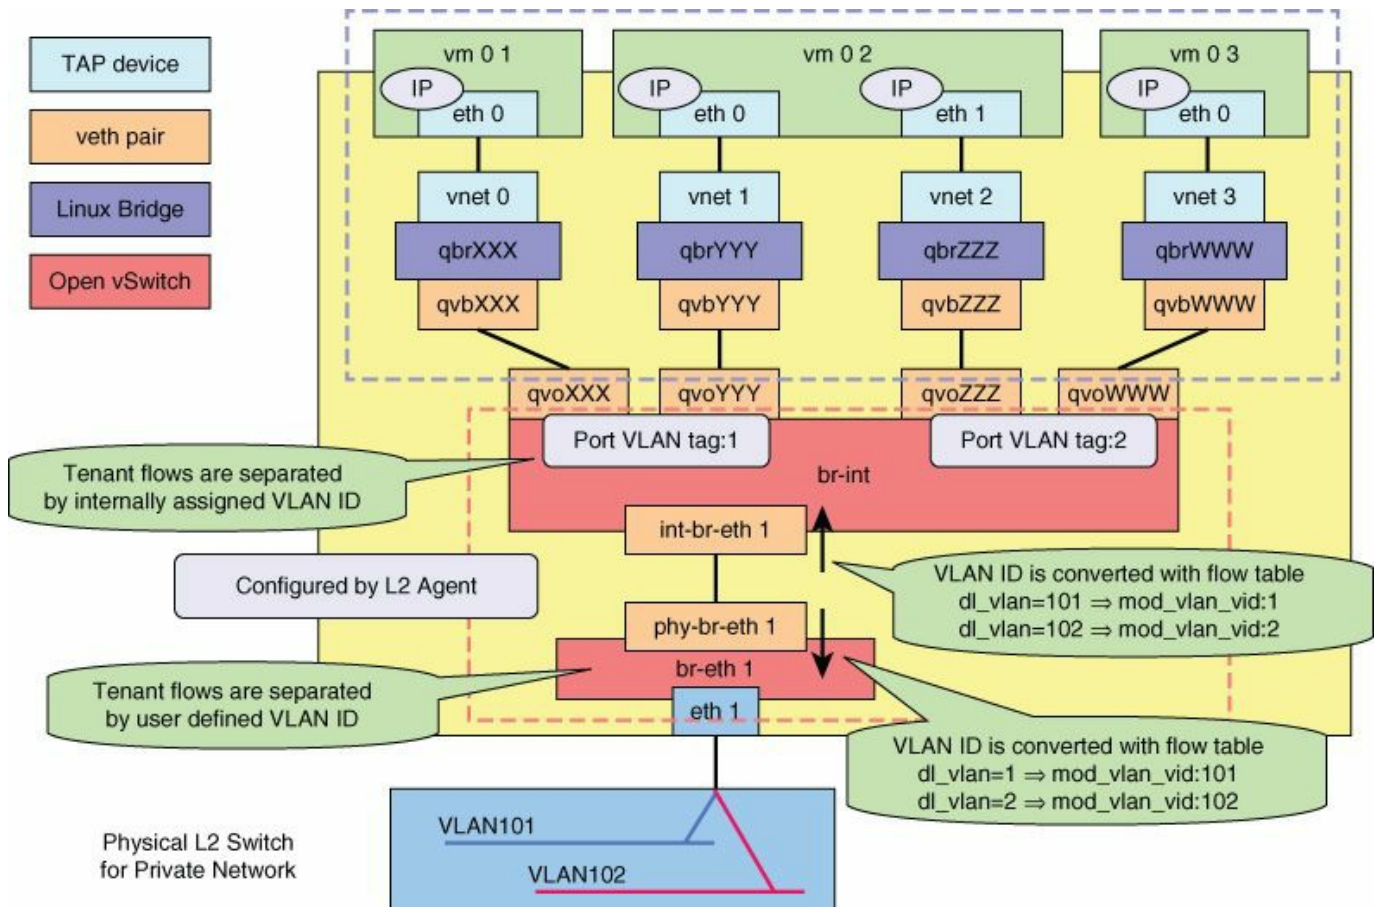 TAP device
veth pair
Linux Bridge
Open vSwitch
vm 0 1
vm 0 2
vm 0 3
IP
IP
IP
IP
eth 0
eth 0
eth 1
eth 0
vnet 0
vnet 1
vnet 2
vnet 3
qbrXXX
qbrYYY
qbrZZZ
qbrWWW
qvbXXX
qvbYYY
qvbZZZ
qvbWWW
qvoXXX
qvoYYY
qvoZZZ
qvoWWW
Port VLAN tag:1
Port VLAN tag:2
br-int
Tenant flows are separated
by internally assigned VLAN ID
int-br-eth 1
Configured by L2 Agent
VLAN ID is converted with flow table
dl_vlan=101 ⇒ mod_vlan_vid:1
dl_vlan=102 ⇒ mod_vlan_vid:2
phy-br-eth 1
br-eth 1
Tenant flows are separated
by user defined VLAN ID
eth 1
VLAN ID is converted with flow table
dl_vlan=1 ⇒ mod_vlan_vid:101
dl_vlan=2 ⇒ mod_vlan_vid:102
Physical L2 Switch
for Private Network
VLAN101
VLAN102